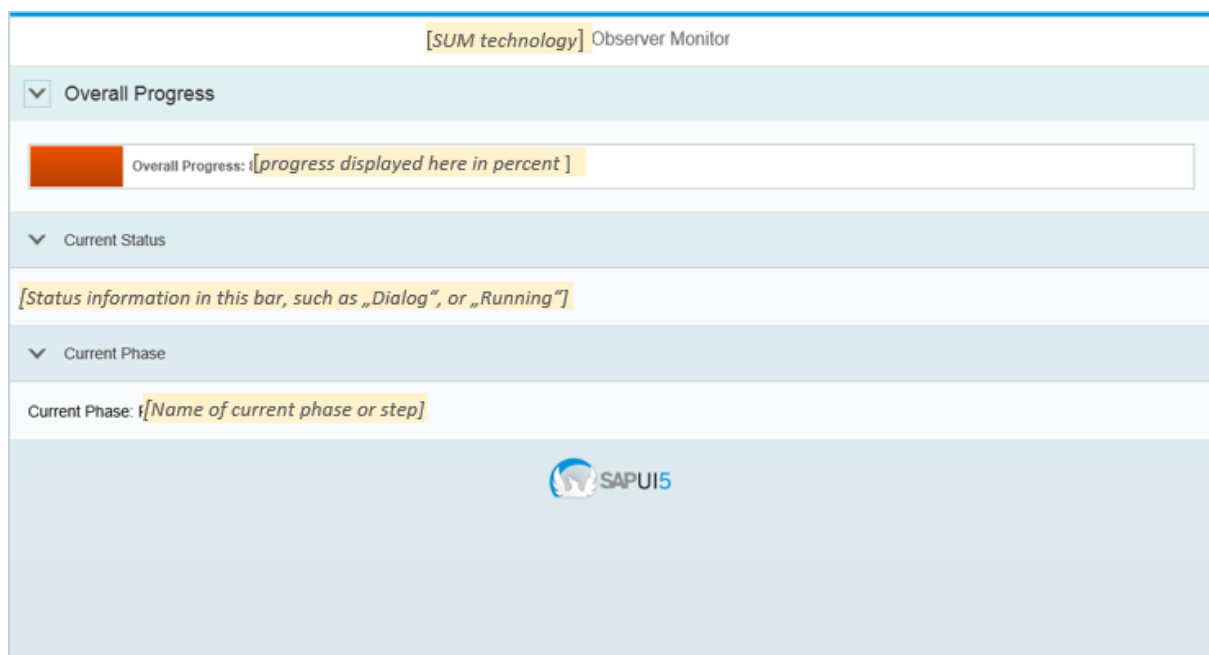 [SUM technology] Observer Monitor
Overall Progress
Overall Progress: [progress displayed here in percent ]
Current Status
[Status information in this bar, such as „Dialog“, or „Running“]
Current Phase
Current Phase: [Name of current phase or step]
SAPUI5